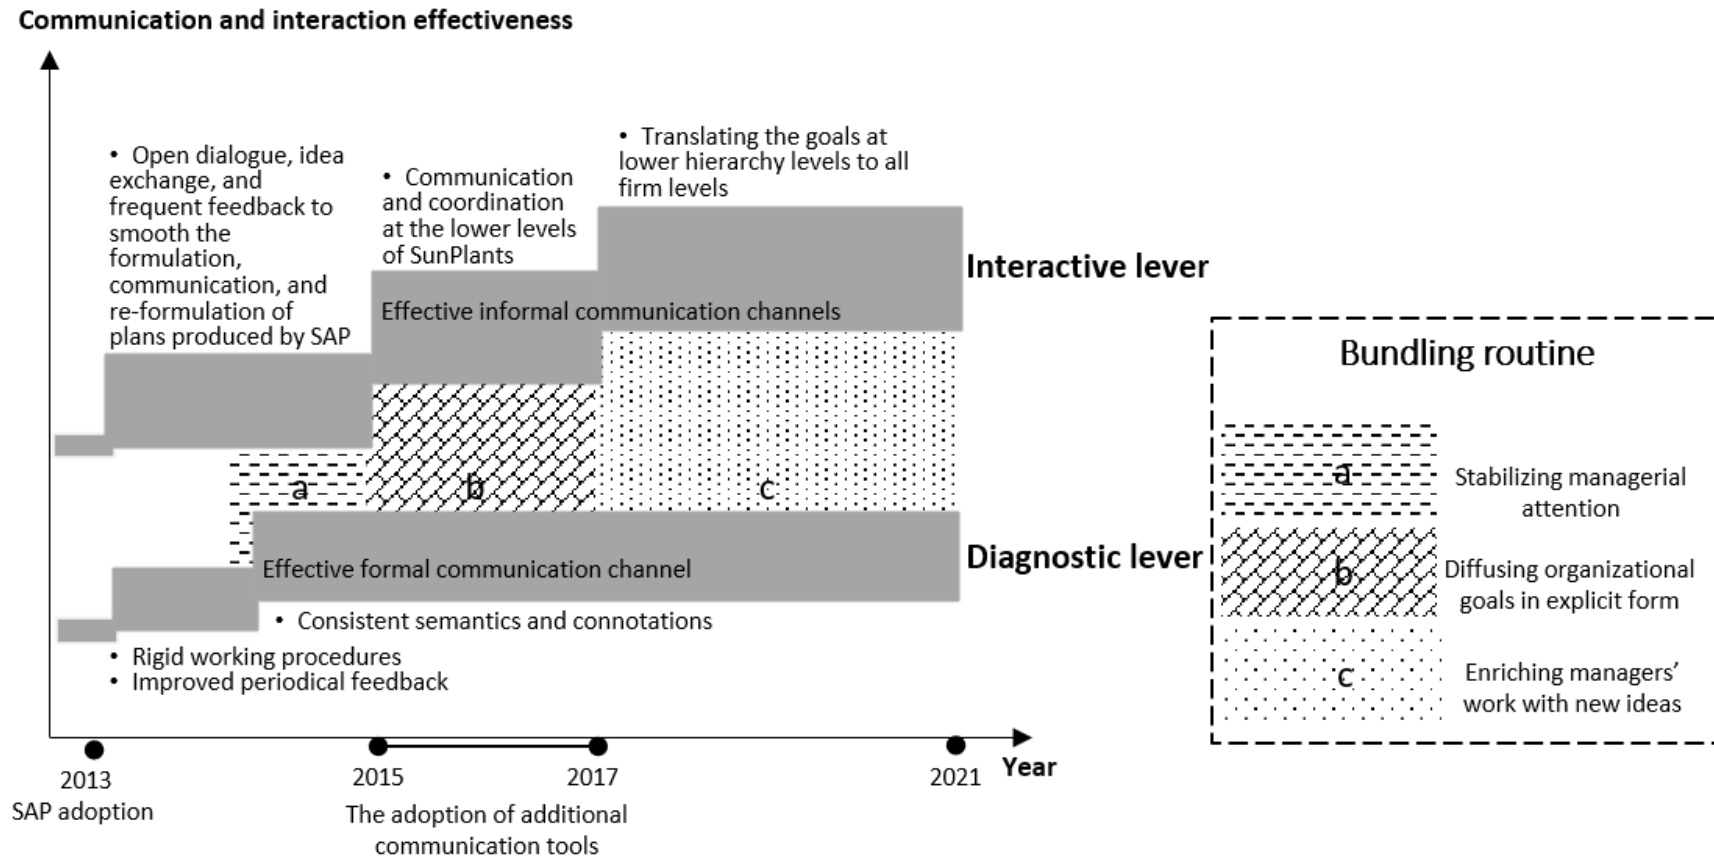 Communication and interaction effectiveness
• Open dialogue, idea
exchange, and
frequent feedback to
smooth the
formulation,
communication, and
re-formulation of
plans produced by SAP
• Communication
and coordination
at the lower levels
of SunPlants
• Translating the goals at
lower hierarchy levels to all
firm levels
Interactive lever
Effective informal communication channels
a
b
c
Diagnostic lever
Effective formal communication channel
• Consistent semantics and connotations
• Rigid working procedures
• Improved periodical feedback
2013
SAP adoption
2015
2017
2021
Year
The adoption of additional
communication tools
Bundling routine
a
Stabilizing managerial
attention
b
Diffusing organizational
goals in explicit form
c
Enriching managers’
work with new ideas